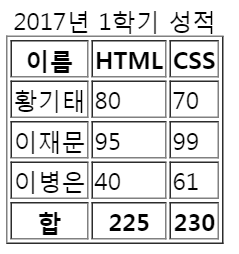 2017년 1학기 성적
이름 HTML CSS
황기태 80 70
이재문 95 99
이병은 40 61
합 225 230